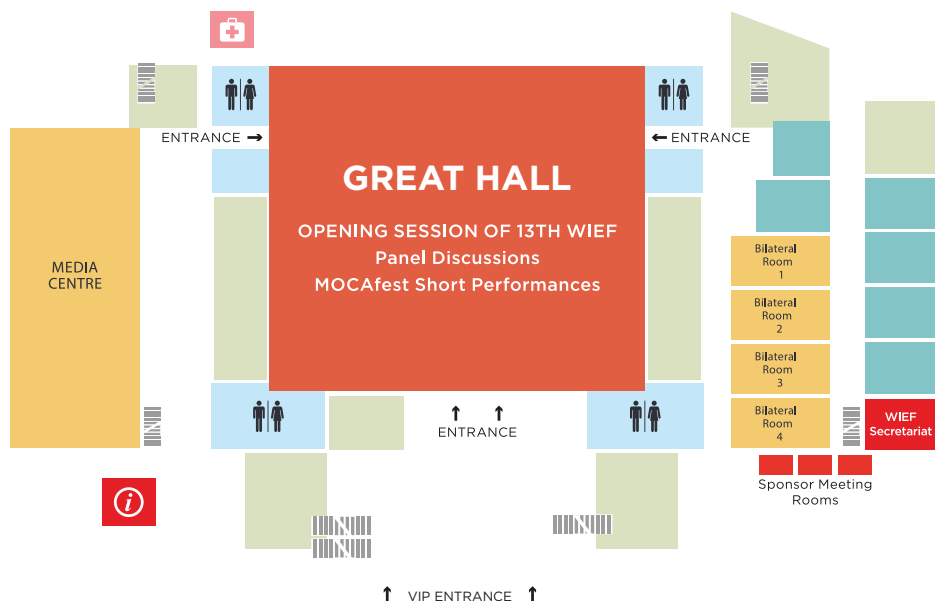 ENTRANCE
ENTRANCE
GREAT HALL
OPENING SESSION OF 13TH WIEF
Panel Discussions
MOCAfest Short Performances
MEDIA
CENTRE
Bilateral
Room
1
Bilateral
Room
2
Bilateral
Room
3
Bilateral
Room
4
WIEF
Secretariat
ENTRANCE
Sponsor Meeting
Rooms
i
VIP ENTRANCE